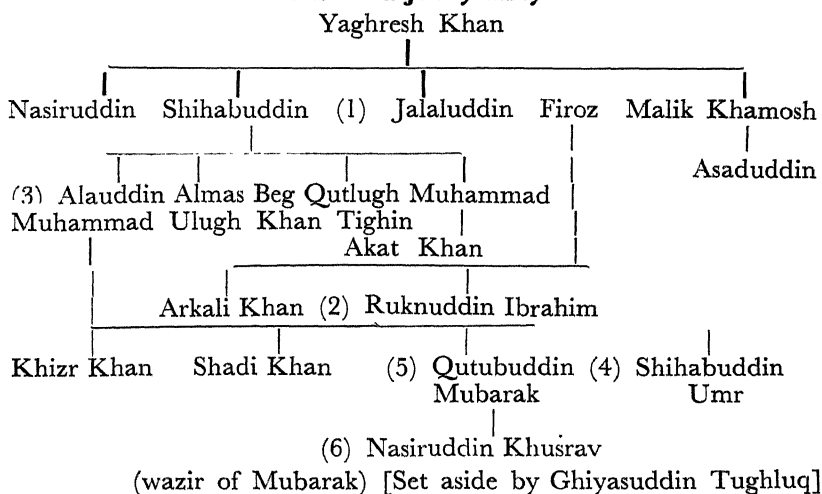 Yaghresh Khan
Nasiruddin Shihabuddin (1) Jalaluddin Firoz Malik Khamosh
Asaduddin
(3) Alauddin Almas Beg Qutlugh Muhammad
Muhammad Ulugh Khan Tighin
Akat Khan
Arkali Khan (2) Ruknuddin Ibrahim
Khizr Khan Shadi Khan (5) Qutubuddin (4) Shihabuddin
Mubarak Umr
(6) Nasiruddin Khusrav
(wazir of Mubarak) [Set aside by Ghiyasuddin Tughluq]